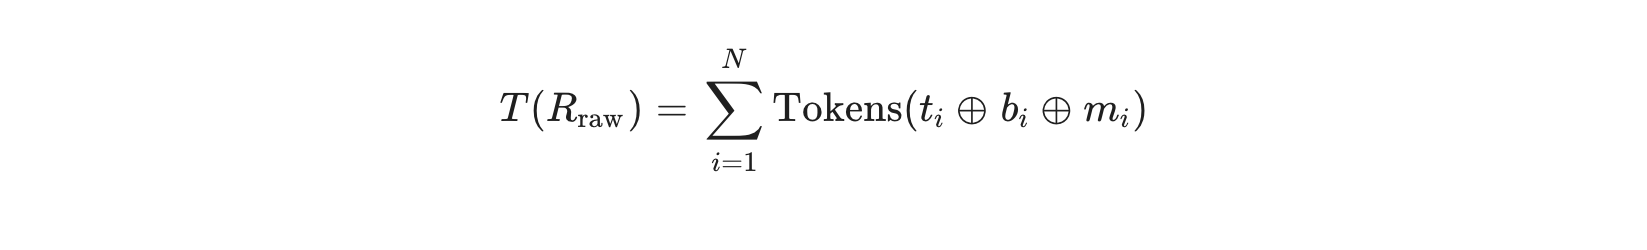 T(R_raw) = \sum_{i=1}^{N} Tokens(t_i ⊕ b_i ⊕ m_i)